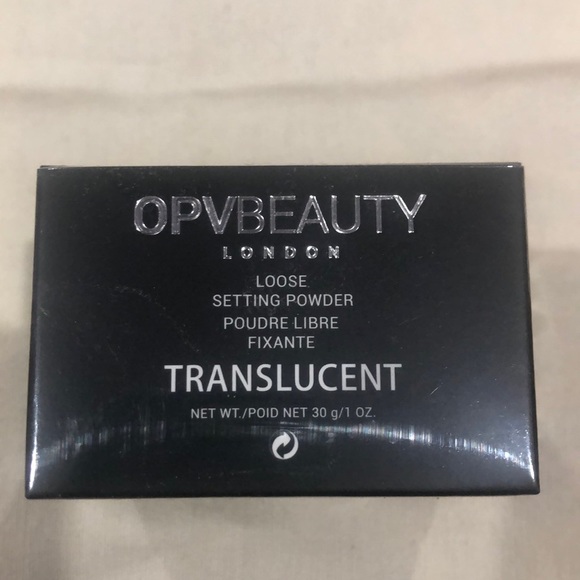 OPVBEAUTY
LONDON
LOOSE
SETTING POWDER
POUDRE LIBRE
FIXANTE
TRANSLUCENT
NET WT./POID NET 30 g/1 OZ.